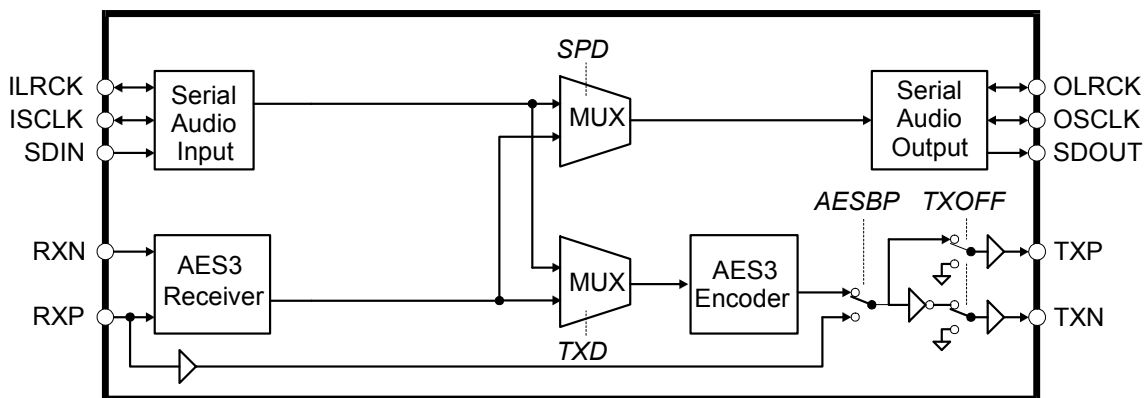 SPD
ILRCK
ISCLK
SDIN
Serial
Audio
Input
MUX
Serial
Audio
Output
OLRCK
OSCLK
SDOUT
AESBP
TXOFF
RXN
RXP
AES3
Receiver
MUX
TXD
AES3
Encoder
TXP
TXN